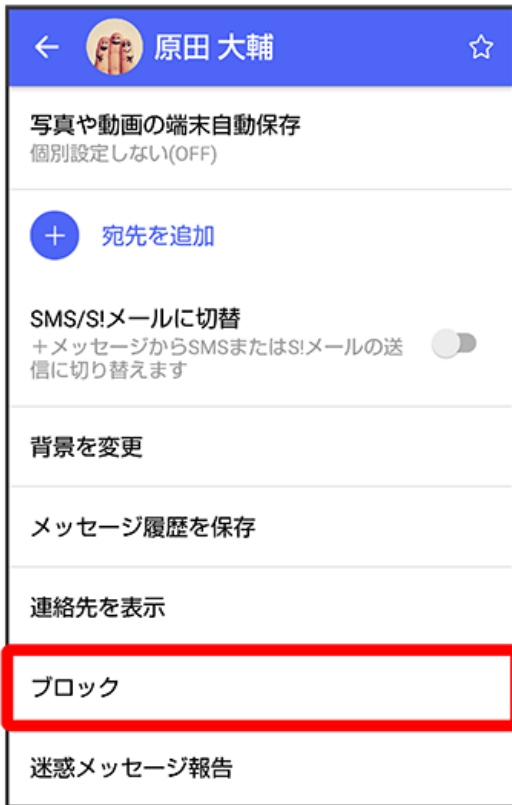 原田 大輔
写真や動画の端末自動保存
個別設定しない(OFF)
宛先を追加
SMS/S!メールに切替
＋メッセージからSMSまたはS!メールの送
信に切り替えます
背景を変更
メッセージ履歴を保存
連絡先を表示
ブロック
迷惑メッセージ報告